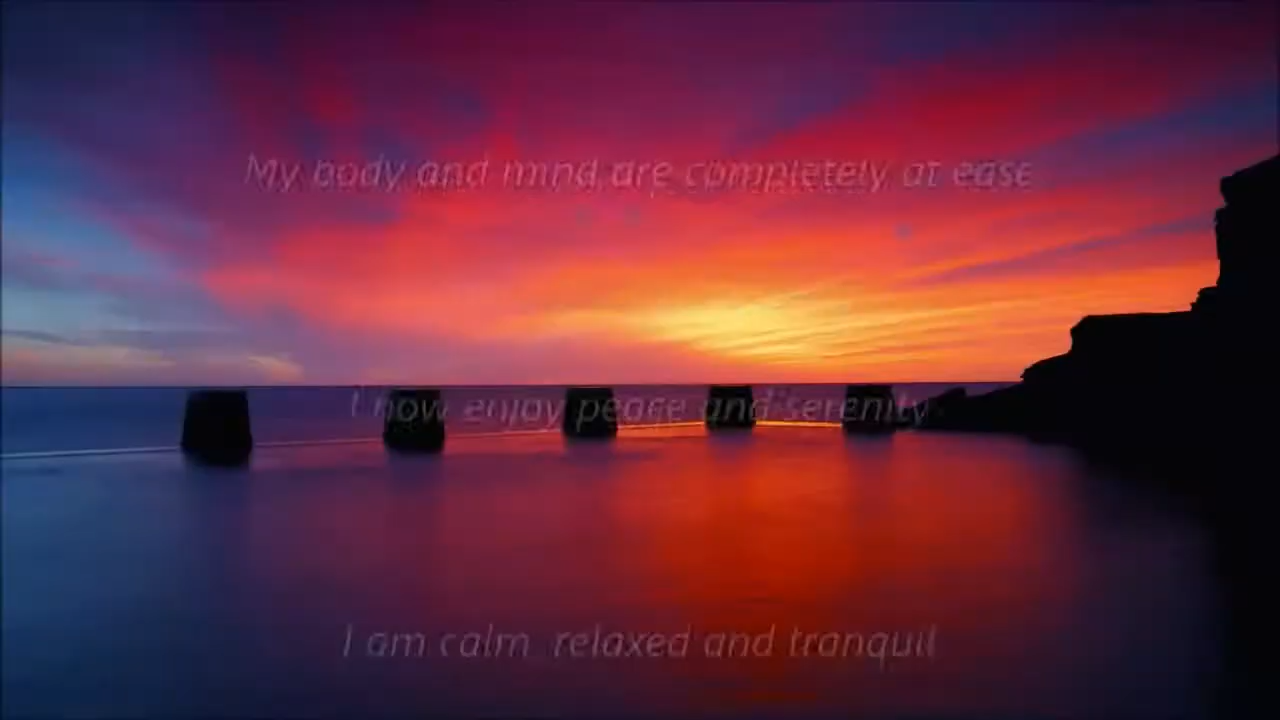 My body and mind are completely at ease
I now enjoy peace and serenity
I am calm, relaxed and tranquil